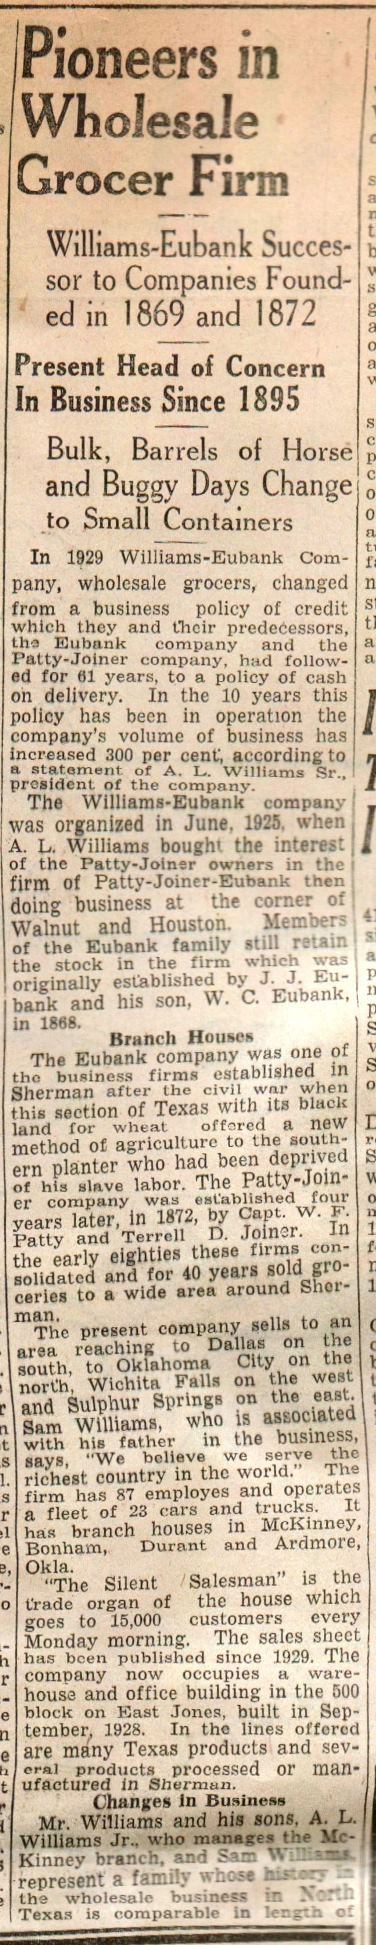 Pioneers in
Wholesale
Grocer Firm
Williams-Eubank Succes-
sor to Companies Found-
ed in 1869 and 1872
Present Head of Concern
In Business Since 1895
Bulk, Barrels of Horse
and Buggy Days Change
to Small Containers
In 1929 Williams-Eubank Com-
pany, wholesale grocers, changed
from a business policy of credit
which they and their predecessors,
the Eubank company and the
Patty-Joiner company, had follow-
ed for 61 years, to a policy of cash
on delivery. In the 10 years this
policy has been in operation the
company's volume of business has
increased 300 per cent, according to
a statement of A. L. Williams Sr.,
president of the company.
The Williams-Eubank company
was organized in June, 1925, when
A. L. Williams bought the interest
of the Patty-Joiner owners in the
firm of Patty-Joiner-Eubank then
doing business at the corner of
Walnut and Houston. Members
of the Eubank family still retain
the stock in the firm which was
originally established by J. J. Eu-
bank and his son, W. C. Eubank,
in 1868.
Branch Houses
The Eubank company was one of
the business firms established in
Sherman after the civil war when
this section of Texas with its black
land for wheat offered a new
method of agriculture to the south-
ern planter who had been deprived
of his slave labor. The Patty-Join-
er company was established four
years later, in 1872, by Capt. W. F.
Patty and Terrell D. Joiner. In
the early eighties these firms con-
solidated and for 40 years sold gro-
ceries to a wide area around Sher-
man.
The present company sells to an
area reaching to Dallas on the
south, to Oklahoma City on the
north, Wichita Falls on the west
and Sulphur Springs on the east.
Sam Williams, who is associated
with his father in the business,
says, "We believe we serve the
richest country in the world." The
firm has 87 employes and operates
a fleet of 23 cars and trucks. It
has branch houses in McKinney,
Bonham, Durant and Ardmore,
Okla.
"The Silent Salesman" is the
trade organ of the house which
goes to 15,000 customers every
Monday morning. The sales sheet
has been published since 1929. The
company now occupies a ware-
house and office building in the 500
block on East Jones, built in Sep-
tember, 1928. In the lines offered
are many Texas products and sev-
eral products processed or man-
ufactured in Sherman.
Changes in Business
Mr. Williams and his sons, A. L.
Williams Jr., who manages the Mc-
Kinney branch, and Sam Williams,
represent a family whose history in
the wholesale business in North
Texas is comparable in length of